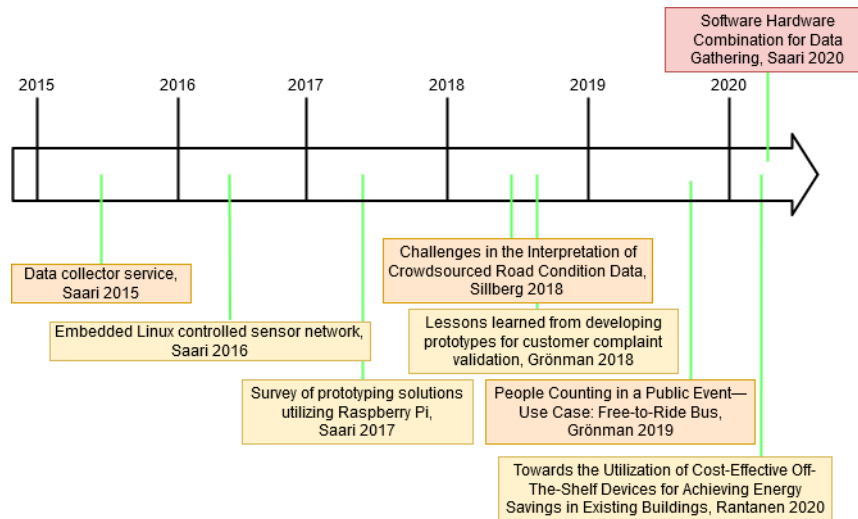 Software Hardware
Combination for Data
Gathering, Saari 2020
2015
2016
2017
2018
2019
2020
Data collector service,
Saari 2015
Embedded Linux controlled sensor network,
Saari 2016
Survey of prototyping solutions
utilizing Raspberry Pi,
Saari 2017
Challenges in the Interpretation of
Crowdsourced Road Condition Data,
Sillberg 2018
Lessons learned from developing
prototypes for customer complaint
validation, Grönman 2018
People Counting in a Public Event—
Use Case: Free-to-Ride Bus,
Grönman 2019
Towards the Utilization of Cost-Effective Off-
The-Shelf Devices for Achieving Energy
Savings in Existing Buildings, Rantanen 2020